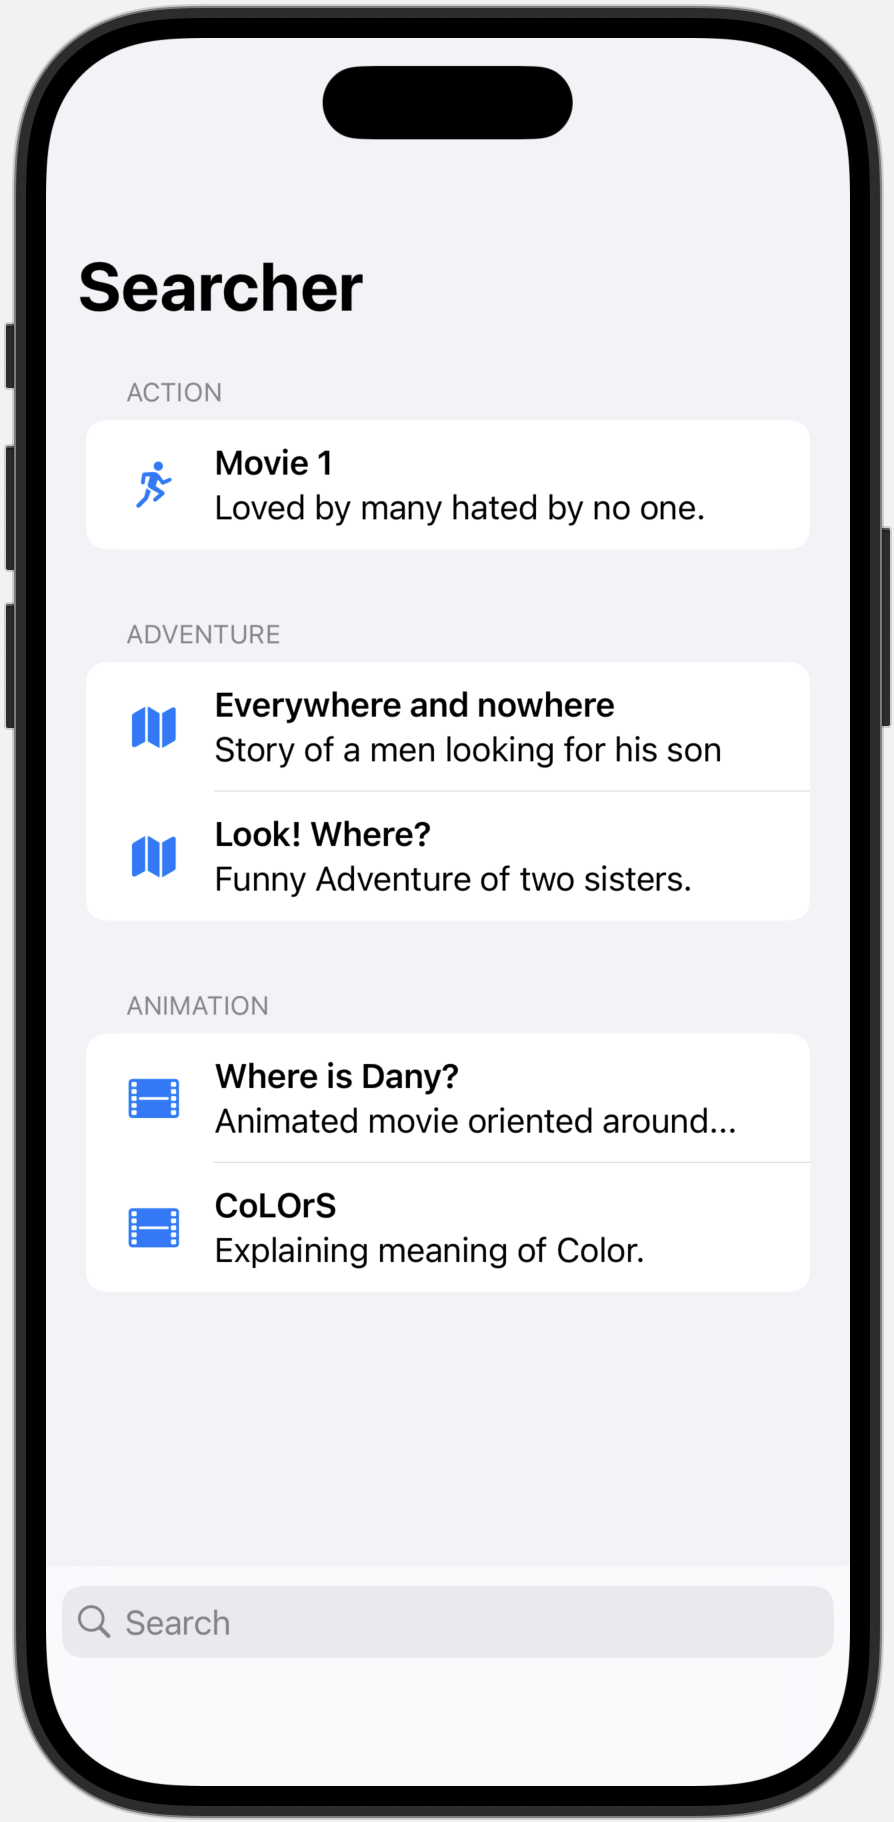 Searcher
ACTION
Movie 1
Loved by many hated by no one.
ADVENTURE
Everywhere and nowhere
Story of a men looking for his son
Look! Where?
Funny Adventure of two sisters.
ANIMATION
Where is Dany?
Animated movie oriented around...
CoLOrS
Explaining meaning of Color.
Search